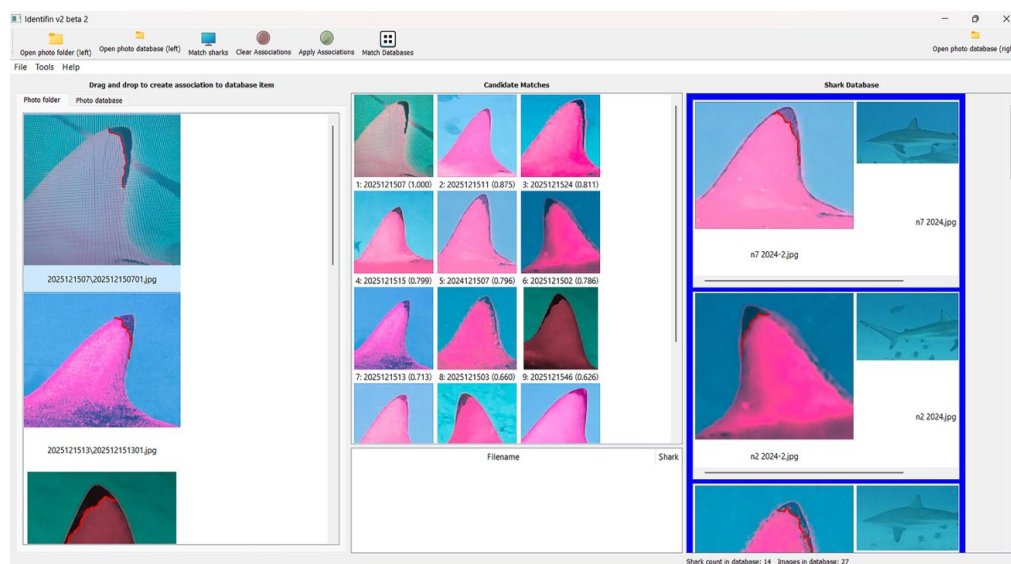 Identifin v2 beta 2
Open photo folder (left) Open photo database (left) Match sharks Clear Associations Apply Associations Match Databases Open photo database (righ
File Tools Help
Drag and drop to create association to database item Candidate Matches Shark Database
Photo folder Photo database
1: 2025121507 (1.000) 2: 2025121511 (0.875) 3: 2025121524 (0.811)
n7 2024.jpg
n7 2024-2.jpg
2025121507\202512150701.jpg
4: 2025121515 (0.799) 5: 2024121507 (0.796) 6: 2025121502 (0.786)
7: 2025121513 (0.713) 8: 2025121503 (0.660) 9: 2025121546 (0.626)
n2 2024.jpg
2025121513\202512151301.jpg
n2 2024-2.jpg
Filename Shark
Shark count in database: 14 Images in database: 27